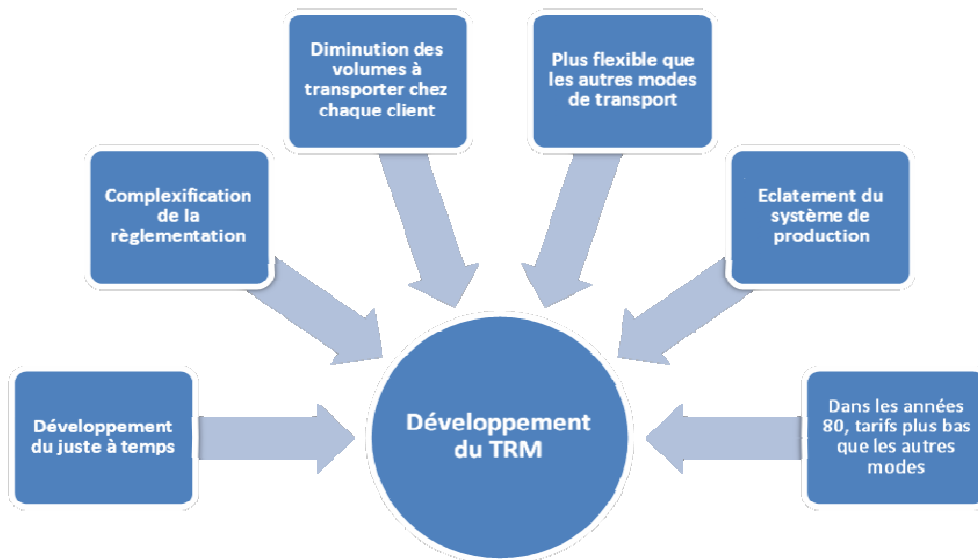 Diminution des
volumes à
transporter chez
chaque client
Plus flexible que
les autres modes
de transport
Complexification
de la
règlementation
Eclatement du
système de
production
Développement
du juste à temps
Développement
du TRM
Dans les années
80, tarifs plus bas
que les autres
modes